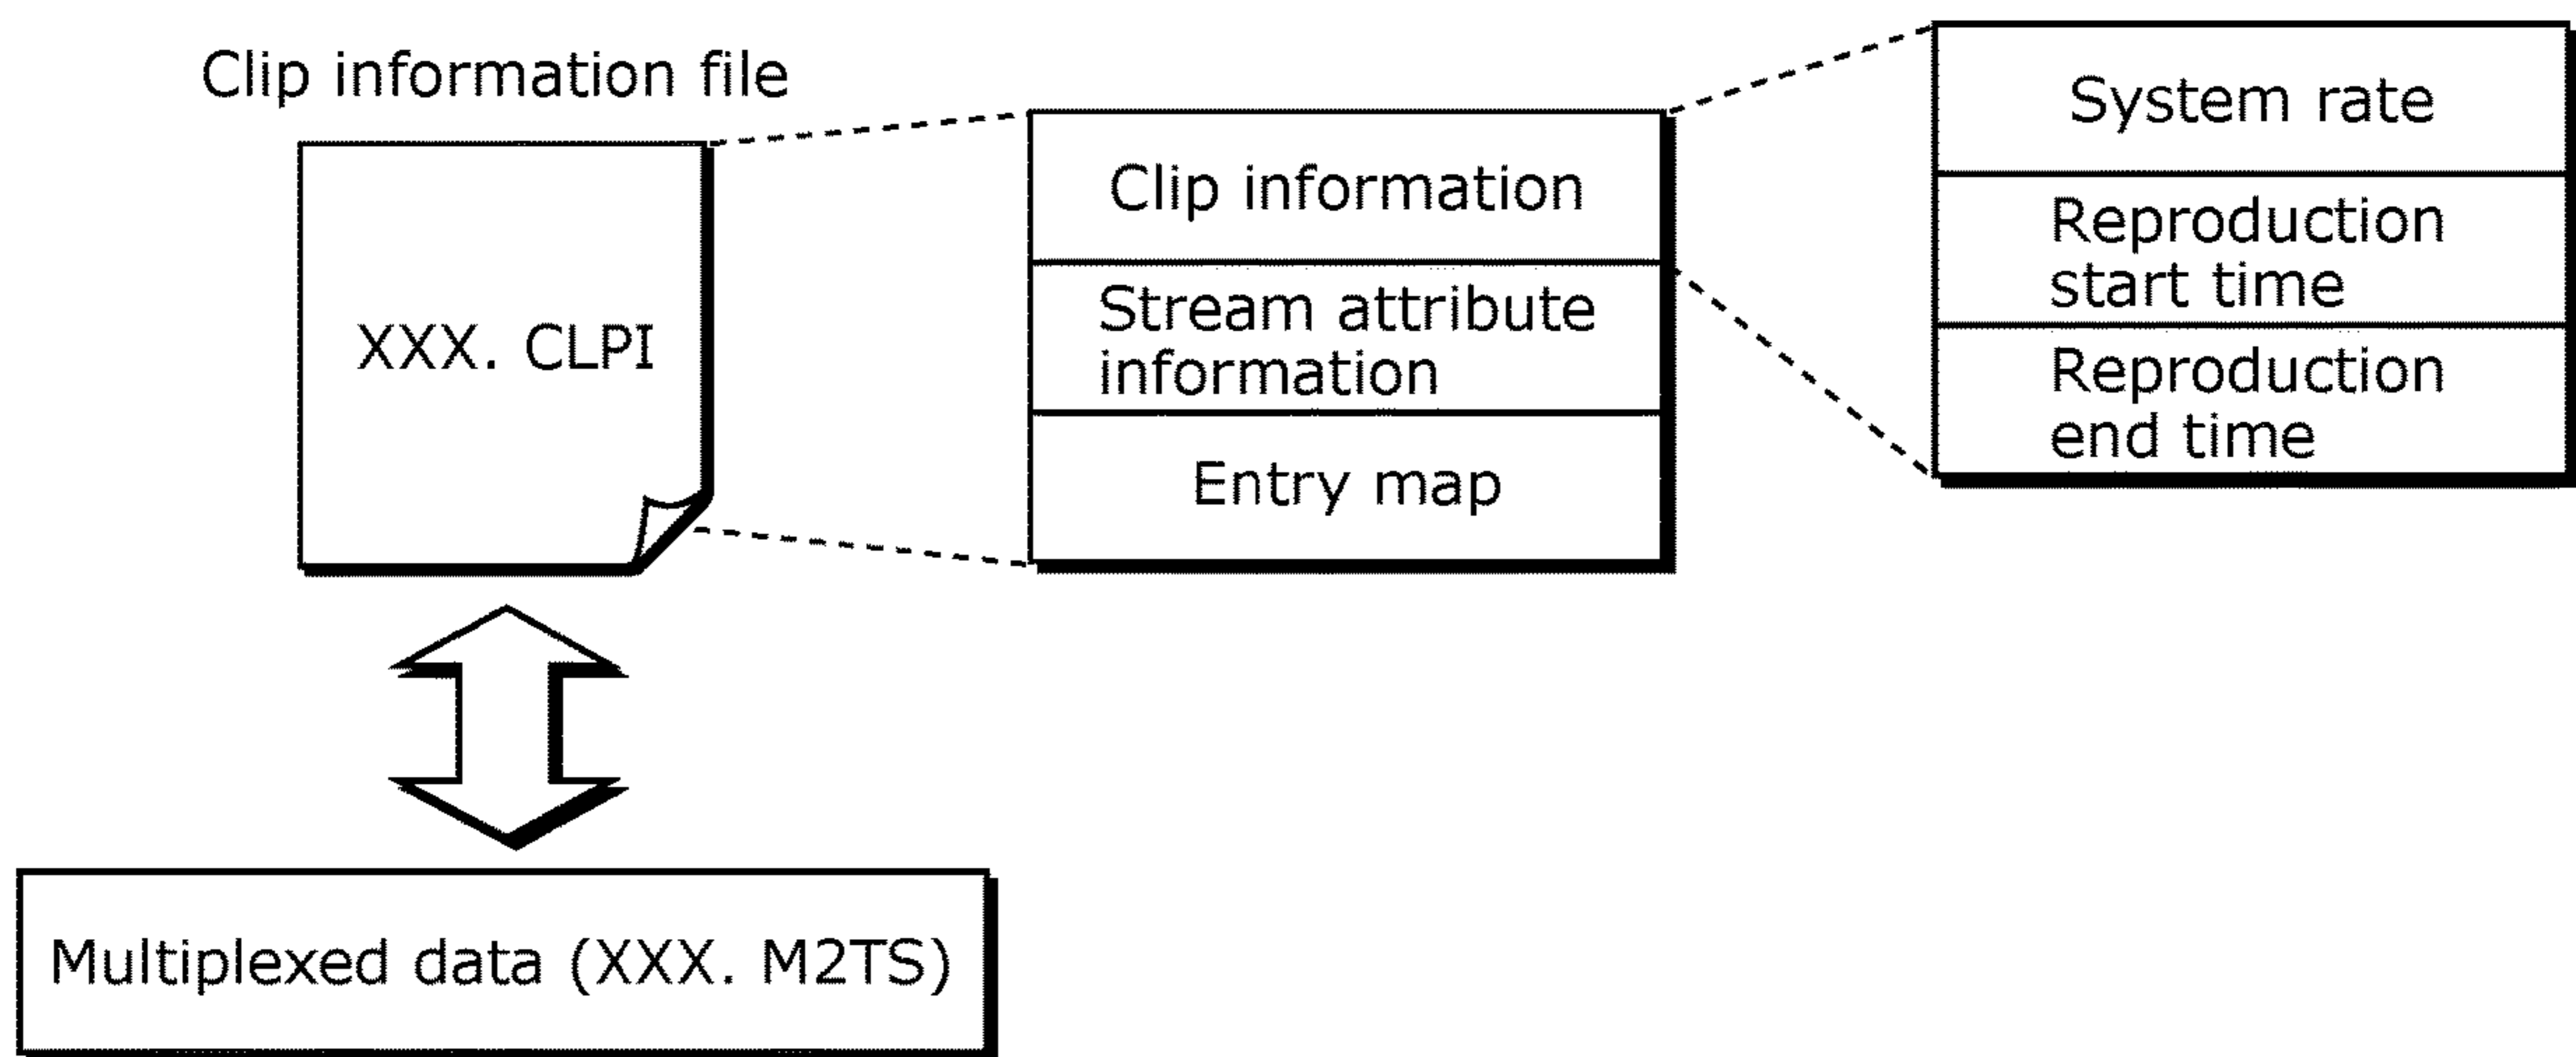 Clip information file
XXX. CLPI
Clip information
Stream attribute
information
Entry map
System rate
Reproduction
start time
Reproduction
end time
Multiplexed data (XXX. M2TS)